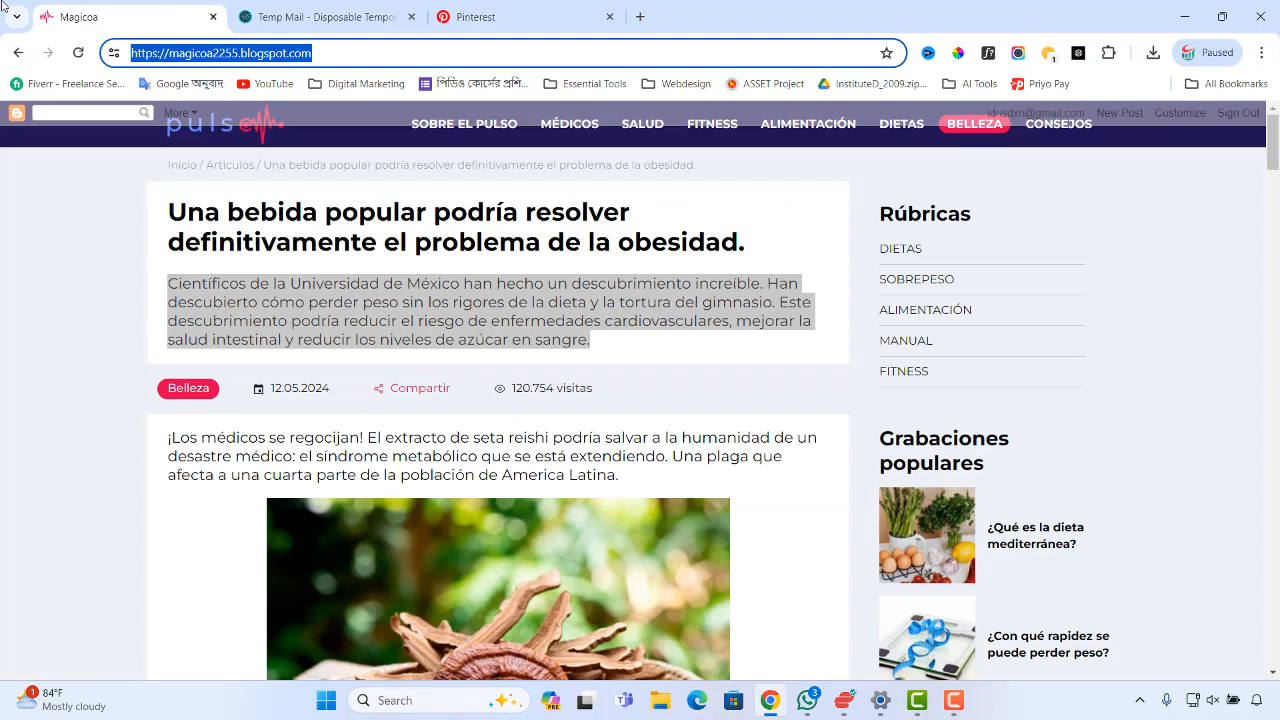 Magicoa
Temp Mail - Disposable Tempo
Pinterest
https://magicoa2255.blogspot.com
1
Paused
Fiverr - Freelance Se...
Google অনুবাদ
YouTube
Digital Marketing
পিডিও কোর্সের প্রশি...
Essential Tools
Webdesign
ASSET Project
InstituteD_2009.zip...
AI Tools
Priyo Pay
All Bookmarks
More
idrisdxn@gmail.com
New Post
Customize
Sign Out
pulse
SOBRE EL PULSO
MÉDICOS
SALUD
FITNESS
ALIMENTACIÓN
DIETAS
BELLEZA
CONSEJOS
Inicio / Artículos / Una bebida popular podría resolver definitivamente el problema de la obesidad.
Una bebida popular podría resolver
definitivamente el problema de la obesidad.
Científicos de la Universidad de México han hecho un descubrimiento increíble. Han
descubierto cómo perder peso sin los rigores de la dieta y la tortura del gimnasio. Este
descubrimiento podría reducir el riesgo de enfermedades cardiovasculares, mejorar la
salud intestinal y reducir los niveles de azúcar en sangre.
Belleza
12.05.2024
Compartir
120.754 visitas
¡Los médicos se regocijan! El extracto de seta reishi podría salvar a la humanidad de un
desastre médico: el síndrome metabólico que se está extendiendo. Una plaga que
afecta a una cuarta parte de la población de America Latina.
Rúbricas
DIETAS
SOBREPESO
ALIMENTACIÓN
MANUAL
FITNESS
Grabaciones
populares
¿Qué es la dieta
mediterránea?
¿Con qué rapidez se
puede perder peso?
1
84°F
Mostly cloudy
Search
PRE
3